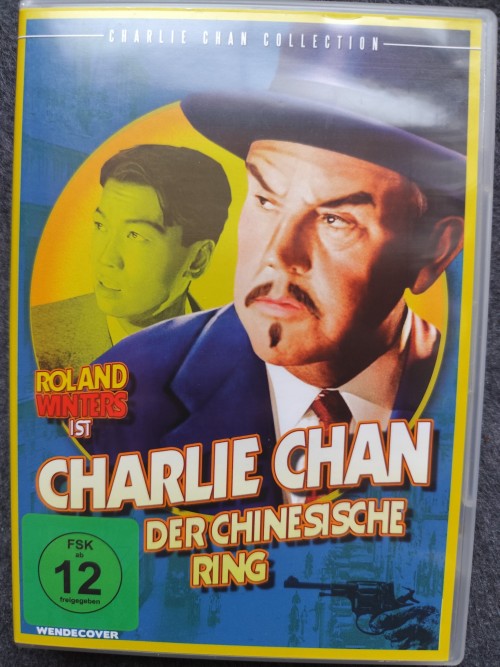 CHARLIE CHAN COLLECTION
ROLAND
WINTERS
IST
CHARLIE CHAN
DER CHINESISCHE
RING
FSK
ab
12
freigegeben
WENDECOVER